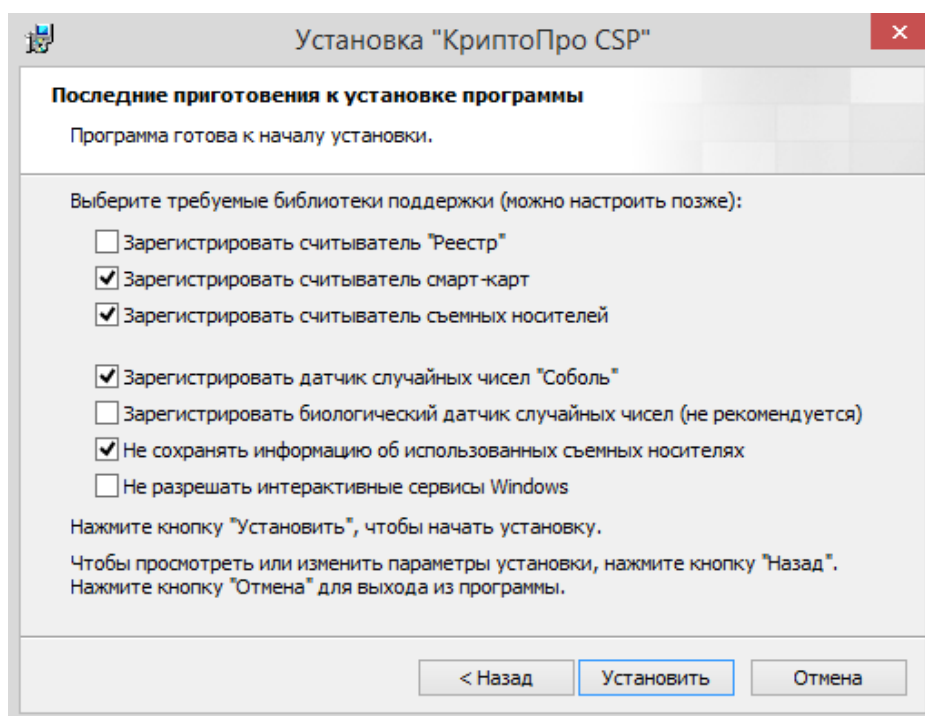 Установка "КриптоПро CSP"
Последние приготовения к установке программы
Программа готова к началу установки.
Выберите требуемые библиотеки поддержки (можно настроить позже):
Зарегистрировать считыватель "Реестр"
Зарегистрировать считыватель смарт-карт
Зарегистрировать считыватель съемных носителей
Зарегистрировать датчик случайных чисел "Соболь"
Зарегистрировать биологический датчик случайных чисел (не рекомендуется)
Не сохранять информацию об использованных съемных носителях
Не разрешать интерактивные сервисы Windows
Нажмите кнопку "Установить", чтобы начать установку.
Чтобы просмотреть или изменить параметры установки, нажмите кнопку "Назад".
Нажмите кнопку "Отмена" для выхода из программы.
< Назад
Установить
Отмена